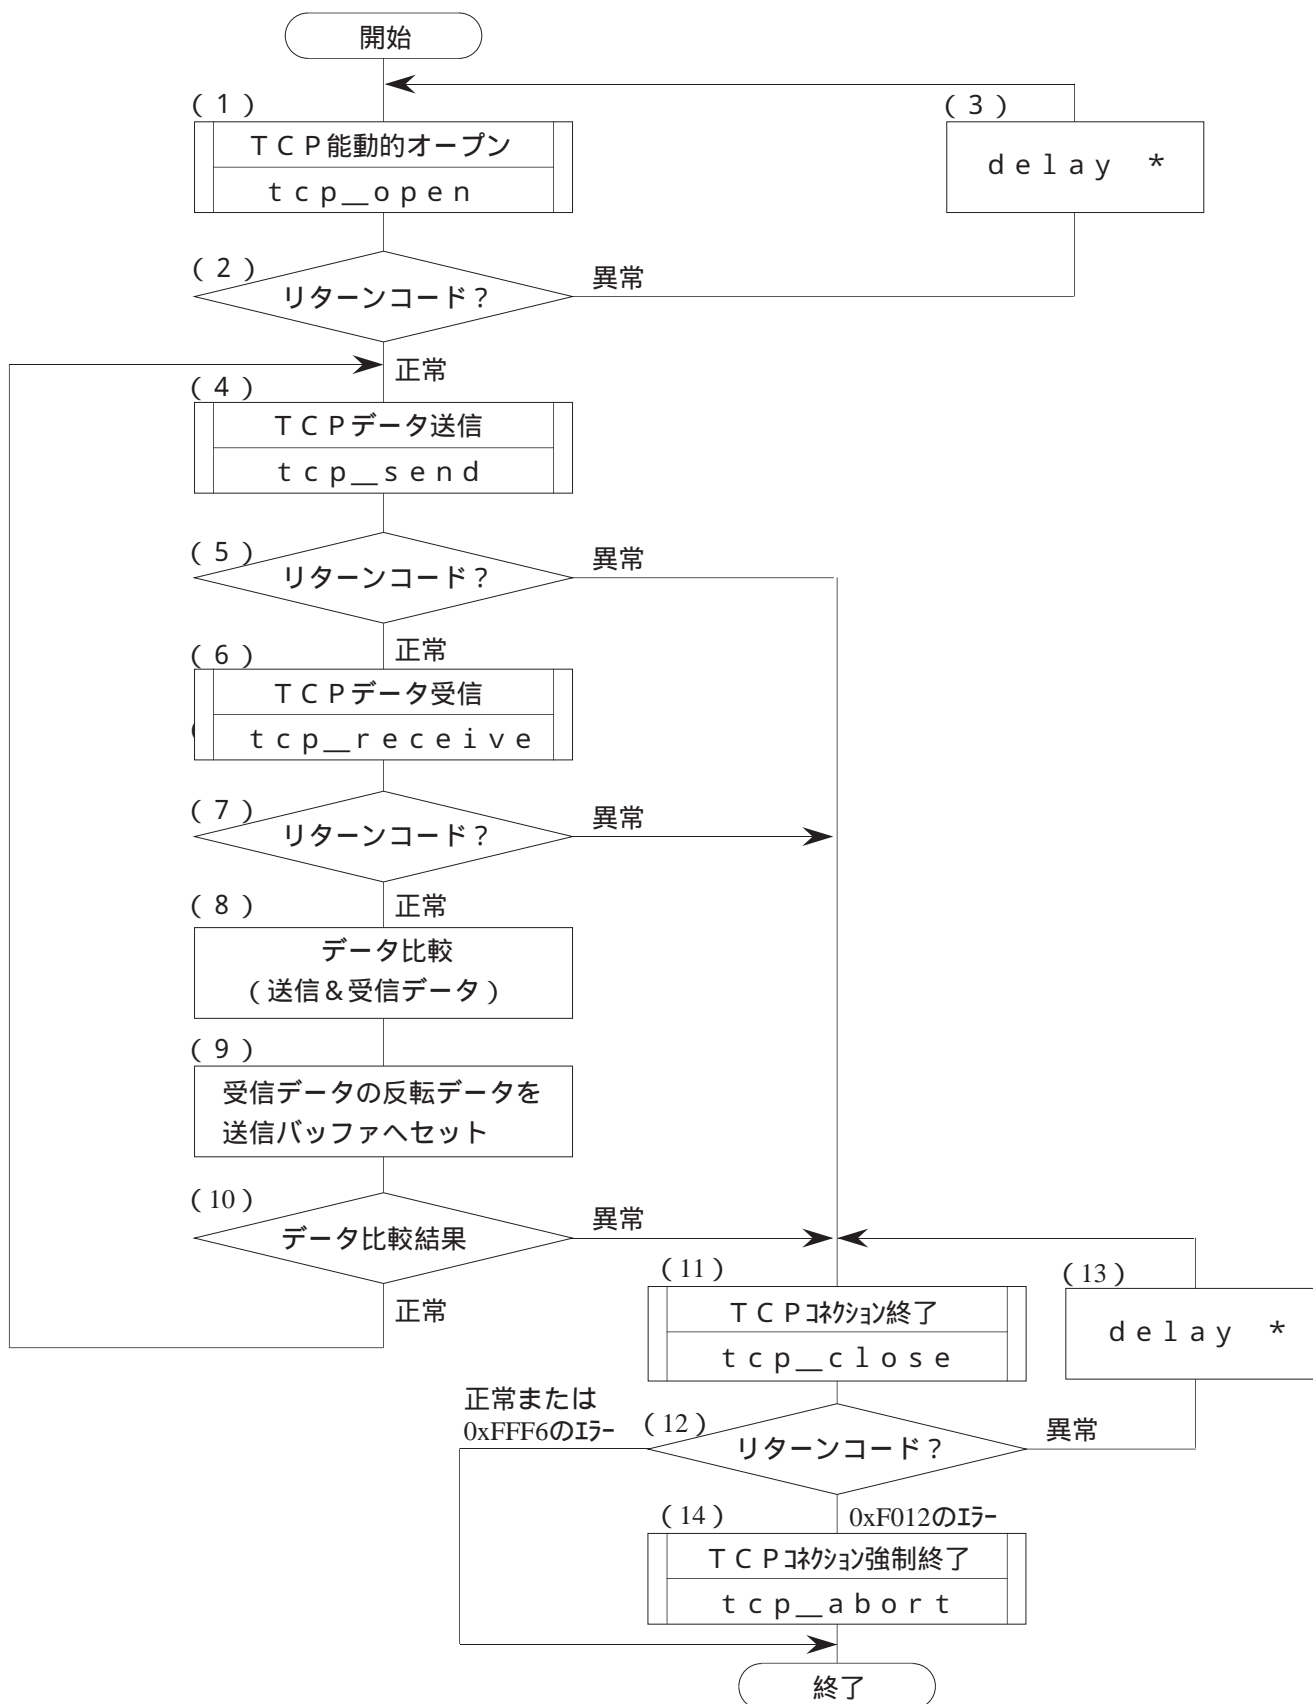 開始
(1)
TCP能動的オープン
tcp_open
(3)
delay *
(2)
リターンコード?
異常
正常
(4)
TCPデータ送信
tcp_send
(5)
リターンコード?
異常
正常
(6)
TCPデータ受信
tcp_receive
(7)
リターンコード?
異常
正常
(8)
データ比較
(送信&受信データ)
(9)
受信データの反転データを
送信バッファへセット
(10)
データ比較結果
異常
正常
(11)
TCPコネクション終了
tcp_close
(13)
delay *
正常または
0xFFF6のエラー
(12)
リターンコード?
異常
0xF012のエラー
(14)
TCPコネクション強制終了
tcp_abort
終了